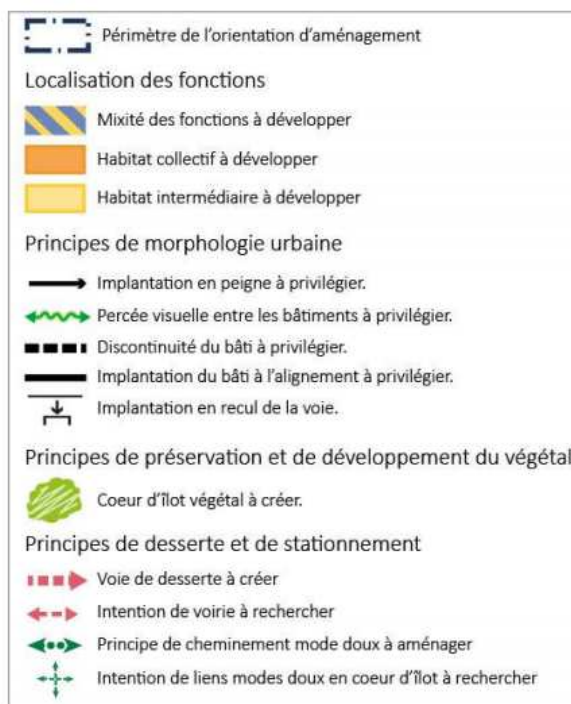 Périmètre de l'orientation d'aménagement
Localisation des fonctions
Mixité des fonctions à développer
Habitat collectif à développer
Habitat intermédiaire à développer
Principes de morphologie urbaine
Implantation en peigne à privilégier.
Percée visuelle entre les bâtiments à privilégier.
Discontinuité du bâti à privilégier.
Implantation du bâti à l'alignement à privilégier.
Implantation en recul de la voie.
Principes de préservation et de développement du végétal
Coeur d'îlot végétal à créer.
Principes de desserte et de stationnement
Voie de desserte à créer
Intention de voirie à rechercher
Principe de cheminement mode doux à aménager
Intention de liens modes doux en coeur d'îlot à rechercher